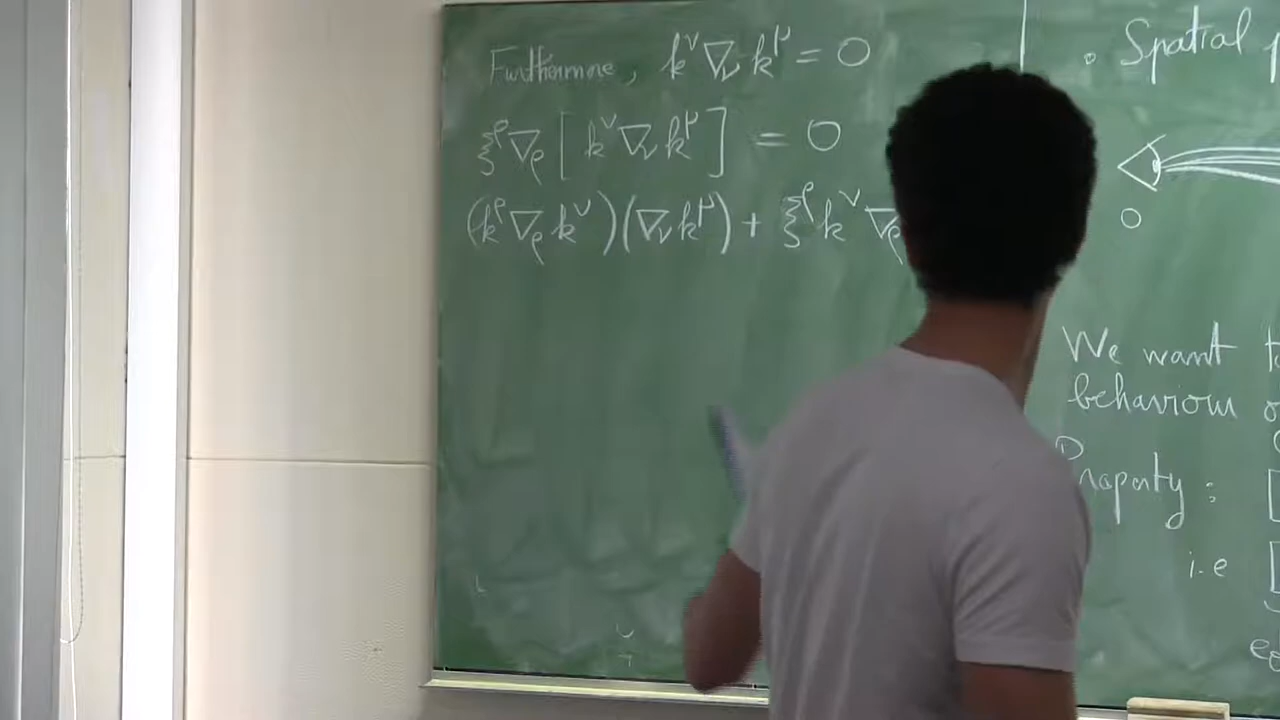 Furthermore, k^ν ∇_ν k^μ = 0
ξ^ρ ∇_ρ [ k^ν ∇_ν k^μ ] = 0
(k^ρ ∇_ρ k^ν)(∇_ν k^μ) + ξ^ρ k^ν ∇_ρ
• Spatial
O
We want
behaviour
Property :
i.e